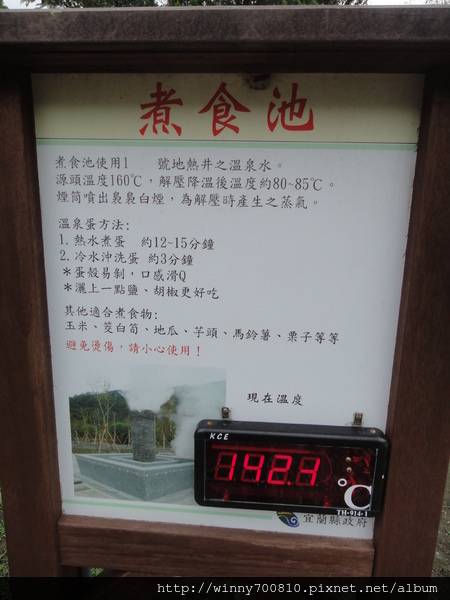 煮食池
煮食池使用1 號地熱井之溫泉水。
源頭溫度160℃，解壓降溫後溫度約80~85℃。
煙筒噴出裊裊白煙，為解壓時產生之蒸氣。
溫泉蛋方法:
1. 熱水煮蛋 約12~15分鐘
2. 冷水沖洗蛋 約3分鐘
＊蛋殼易剝，口感滑Q
＊灑上一點鹽、胡椒更好吃
其他適合煮食物:
玉米、筊白筍、地瓜、芋頭、馬鈴薯、栗子等等
避免燙傷，請小心使用！
現在溫度
KCE
142.1
℃
TH-914-1
宜蘭縣政府
http://winny700810.pixnet.net/album